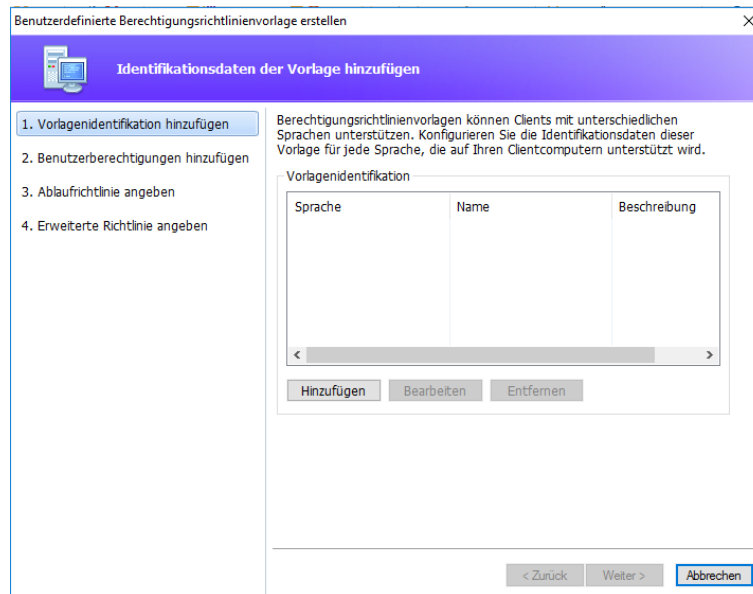 Benutzerdefinierte Berechtigungsrichtlinienvorlage erstellen
Identifikationsdaten der Vorlage hinzufügen
1. Vorlagenidentifikation hinzufügen
2. Benutzerberechtigungen hinzufügen
3. Ablaufrichtlinie angeben
4. Erweiterte Richtlinie angeben
Berechtigungsrichtlinienvorlagen können Clients mit unterschiedlichen
Sprachen unterstützen. Konfigurieren Sie die Identifikationsdaten dieser
Vorlage für jede Sprache, die auf Ihren Clientcomputern unterstützt wird.
Vorlagenidentifikation
Sprache Name Beschreibung
Hinzufügen Bearbeiten Entfernen
< Zurück Weiter > Abbrechen